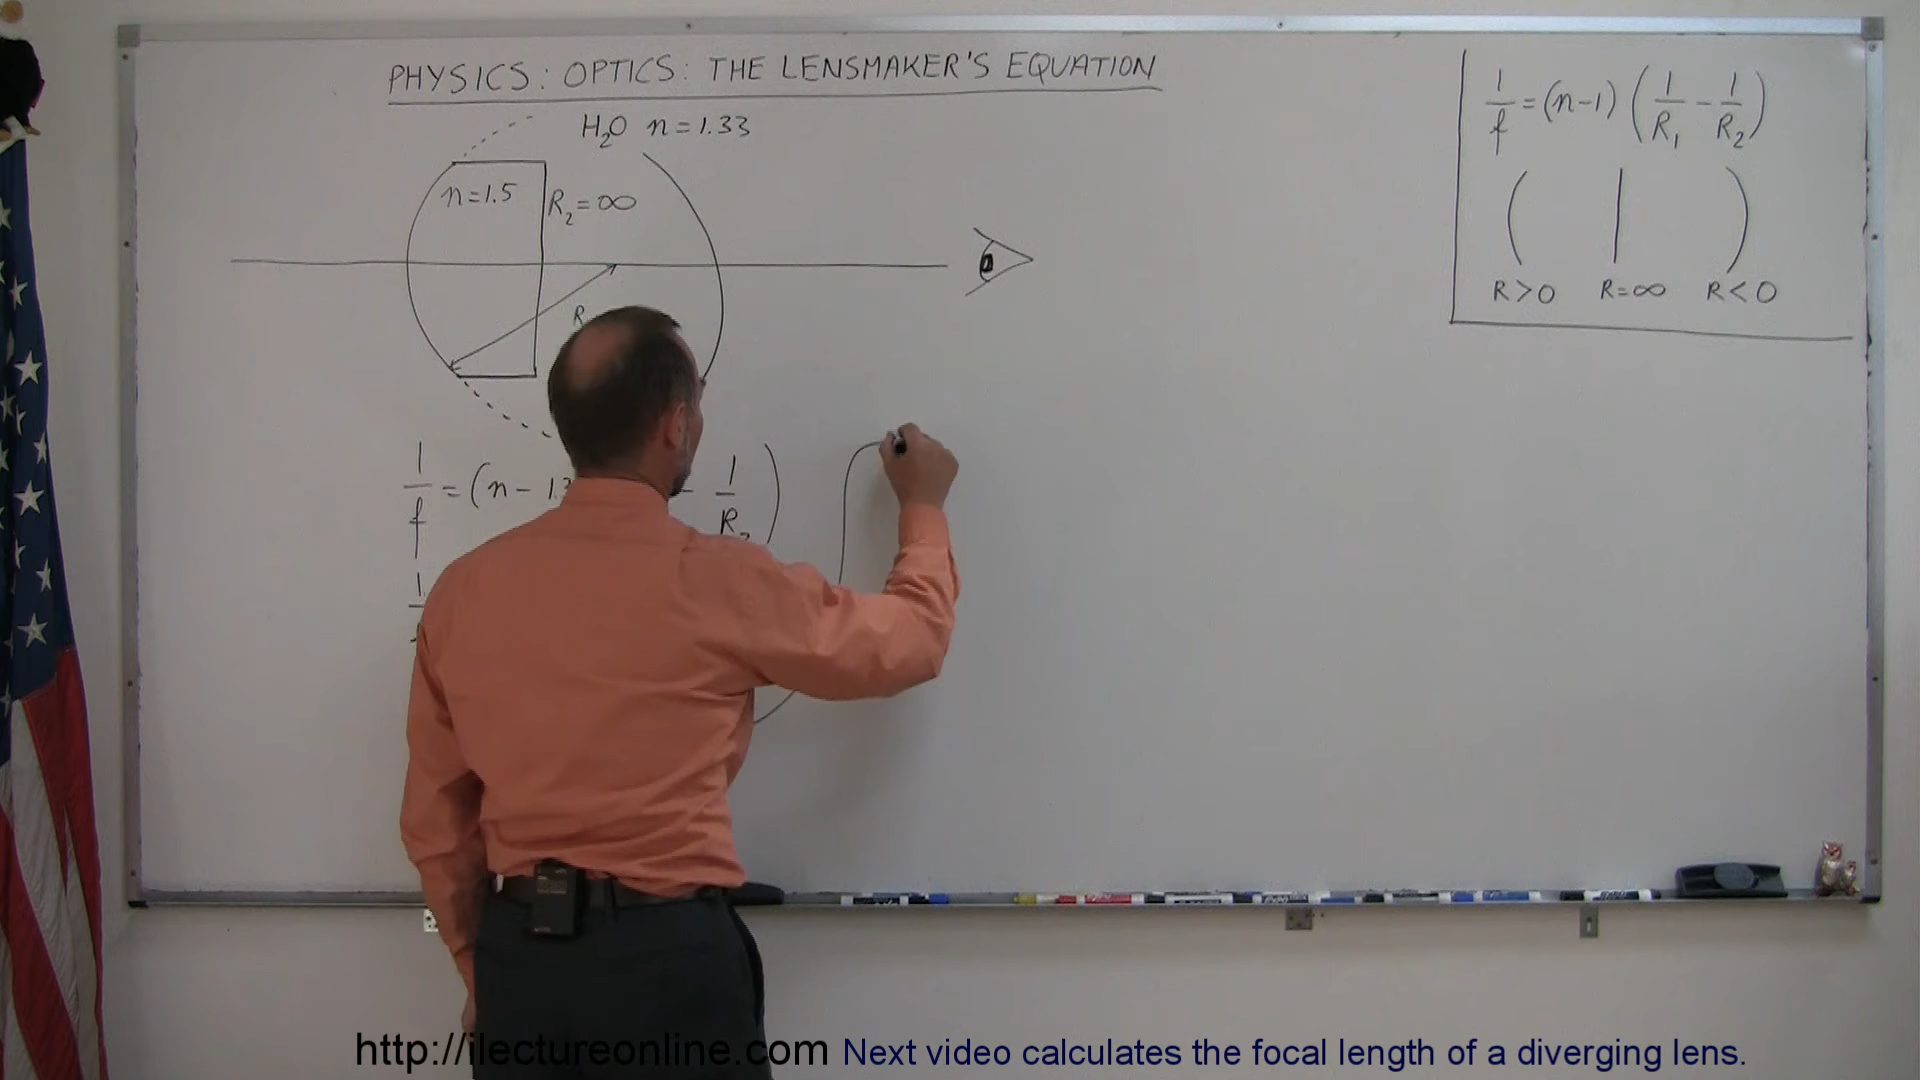 PHYSICS: OPTICS: THE LENSMAKER'S EQUATION
H₂O n = 1.33
n = 1.5
R₂ = ∞
R
1/f = (n - 1.3
- 1/R₂)
1
1/f = (n-1) (1/R₁ - 1/R₂)
( | )
R > 0 R = ∞ R < 0
http://ilectureonline.com Next video calculates the focal length of a diverging lens.